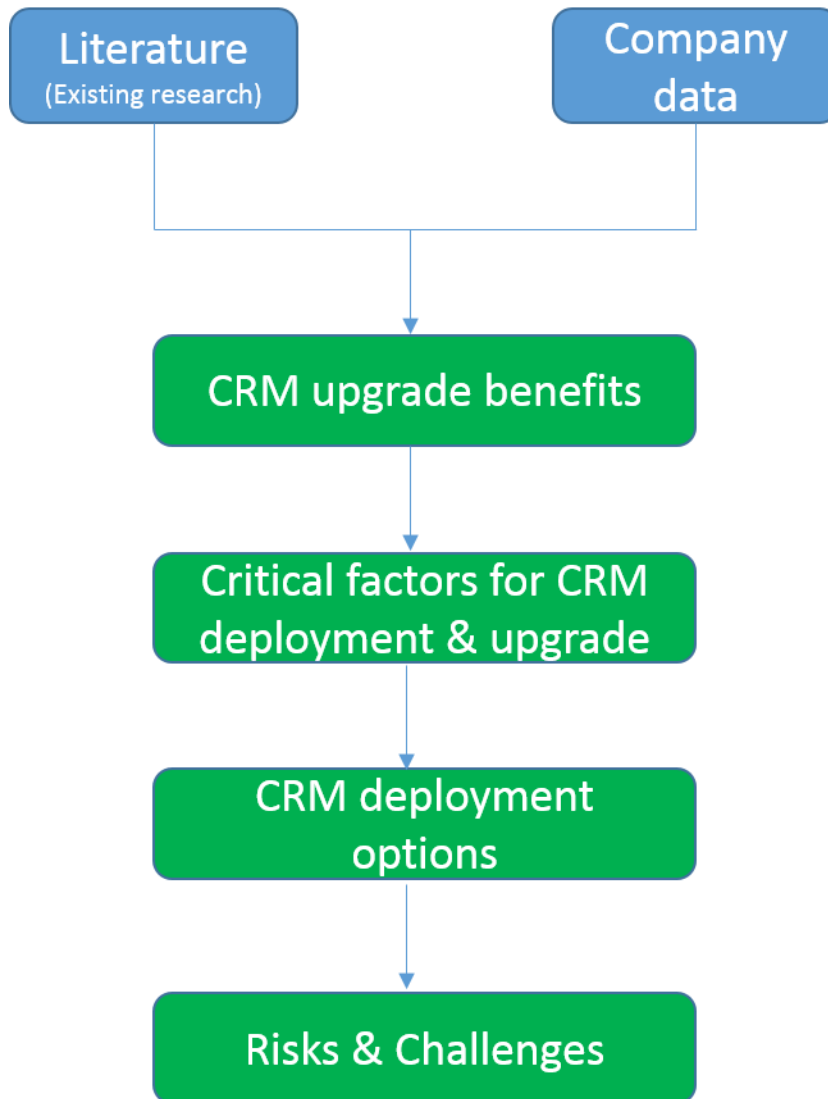 Literature
(Existing research)
Company
data
CRM upgrade benefits
Critical factors for CRM
deployment & upgrade
CRM deployment
options
Risks & Challenges